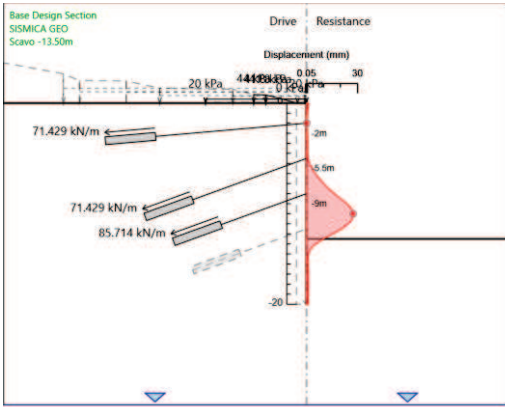 Base Design Section
SISMICA GEO
Scavo -13.50m
Drive
Resistance
Displacement (mm)
0.05
30
20 kPa
71.429 kN/m
-2m
-5.5m
71.429 kN/m
-9m
85.714 kN/m
-20